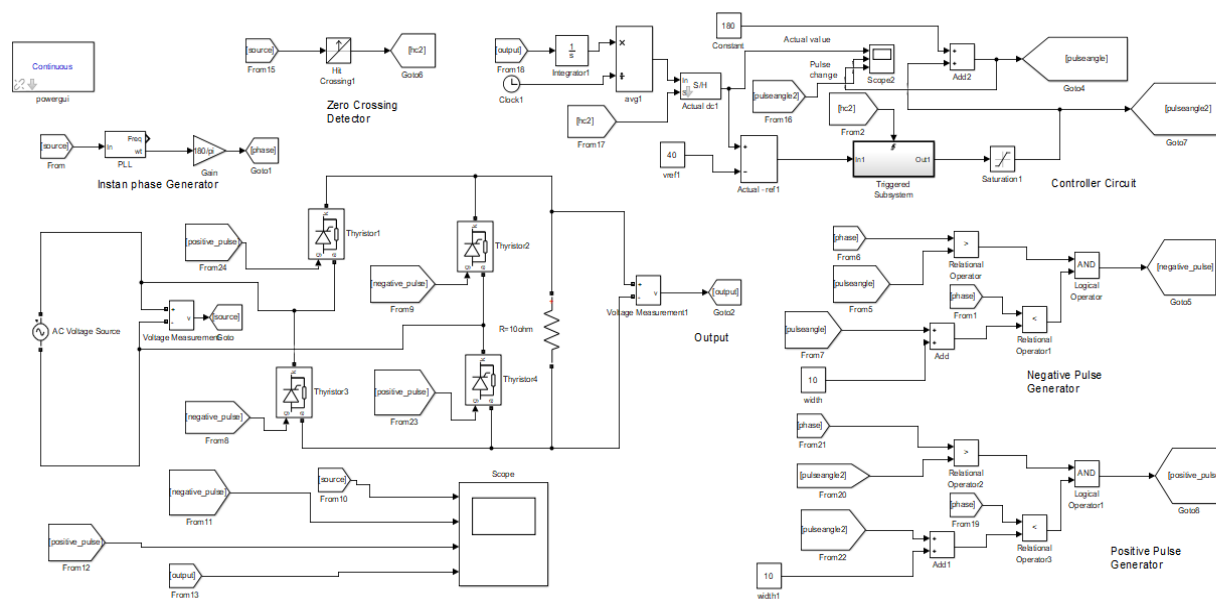 Continuous
powergui
[source]
From15
Hit
Crossing1
[hc2]
Goto6
Zero Crossing
Detector
[source]
From
In
Freq
wt
PLL
180/pi
Gain
[phase]
Goto1
Instan phase Generator
[output]
From18
1
s
Integrator1
Clock1
×
÷
avg1
[hc2]
From17
In
S
S/H
Actual dc1
Actual value
Pulse
change
[pulseangle2]
From16
Scope2
180
Constant
+
+
Add2
[pulseangle]
Goto4
[hc2]
From2
[pulseangle2]
Goto7
40
vref1
+
−
Actual - ref1
In1
Out1
Triggered
Subsystem
Saturation1
Controller Circuit
AC Voltage Source
+
-
v
Voltage Measurement
[source]
Goto
[positive_pulse]
From24
g
a
k
Thyristor1
[negative_pulse]
From9
g
a
k
Thyristor2
[negative_pulse]
From8
g
a
k
Thyristor3
[positive_pulse]
From23
g
a
k
Thyristor4
+
R=10ohm
+
-
v
Voltage Measurement1
[output]
Goto2
Output
[phase]
From6
[pulseangle]
From5
>
Relational
Operator
[phase]
From1
[pulseangle]
From7
10
width
+
+
Add
<
Relational
Operator1
AND
Logical
Operator
[negative_pulse]
Goto5
Negative Pulse
Generator
[phase]
From21
[pulseangle2]
From20
>
Relational
Operator2
[phase]
From19
[pulseangle2]
From22
10
width1
+
+
Add1
<
Relational
Operator3
AND
Logical
Operator1
[positive_pulse
Goto8
Positive Pulse
Generator
Scope
[source]
From10
[negative_pulse]
From11
[positive_pulse]
From12
[output]
From13